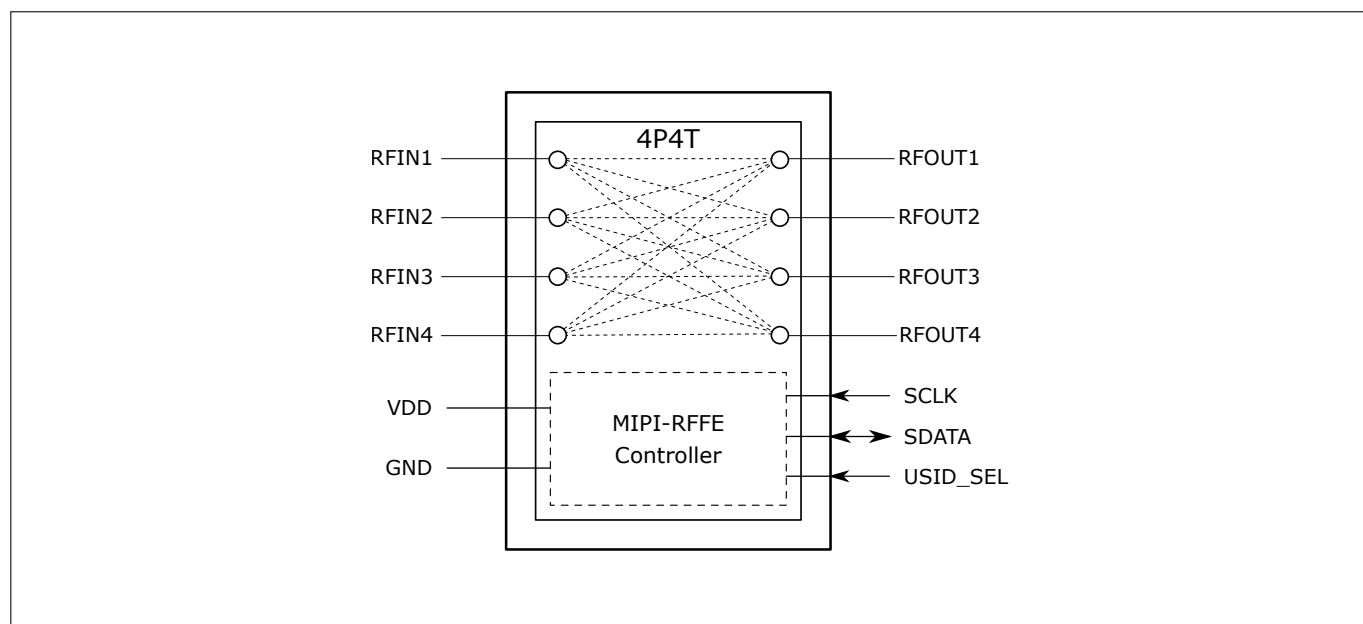 4P4T
RFIN1
RFOUT1
RFIN2
RFOUT2
RFIN3
RFOUT3
RFIN4
RFOUT4
VDD
SCLK
MIPI-RFFE
Controller
SDATA
GND
USID_SEL